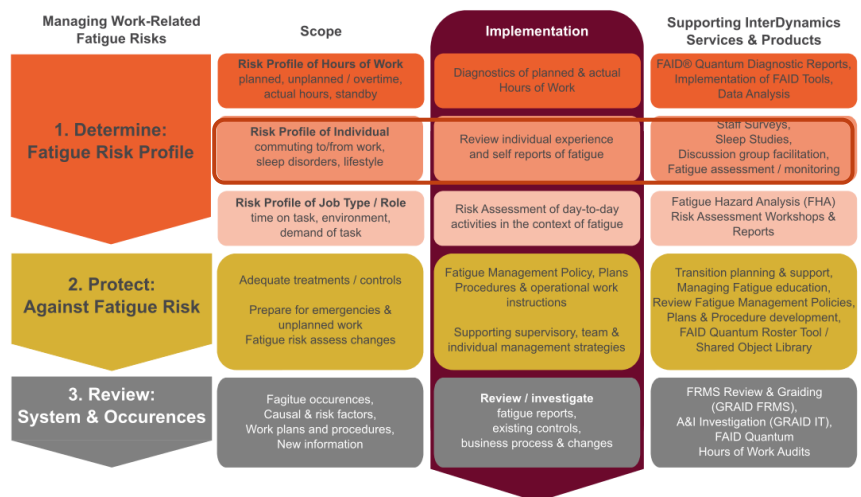 Managing Work-Related
Fatigue Risks
Scope
Implementation
Supporting InterDynamics
Services & Products
1. Determine:
Fatigue Risk Profile
Risk Profile of Hours of Work
planned, unplanned / overtime,
actual hours, standby
Diagnostics of planned & actual
Hours of Work
FAID® Quantum Diagnostic Reports,
Implementation of FAID Tools,
Data Analysis
Risk Profile of Individual
commuting to/from work,
sleep disorders, lifestyle
Review individual experience
and self reports of fatigue
Staff Surveys,
Sleep Studies,
Discussion group facilitation,
Fatigue assessment / monitoring
Risk Profile of Job Type / Role
time on task, environment,
demand of task
Risk Assessment of day-to-day
activities in the context of fatigue
Fatigue Hazard Analysis (FHA)
Risk Assessment Workshops &
Reports
2. Protect:
Against Fatigue Risk
Adequate treatments / controls
Prepare for emergencies &
unplanned work
Fatigue risk assess changes
Fatigue Management Policy, Plans
Procedures & operational work
instructions
Supporting supervisory, team &
individual management strategies
Transition planning & support,
Managing Fatigue education,
Review Fatigue Management Policies,
Plans & Procedure development,
FAID Quantum Roster Tool /
Shared Object Library
3. Review:
System & Occurences
Fagitue occurences,
Causal & risk factors,
Work plans and procedures,
New information
Review / investigate
fatigue reports,
existing controls,
business process & changes
FRMS Review & Graiding
(GRAID FRMS),
A&I Investigation (GRAID IT),
FAID Quantum
Hours of Work Audits